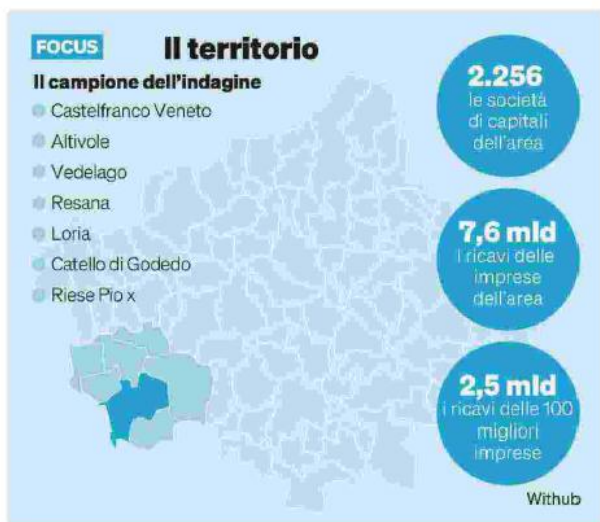 FOCUS
Il territorio
Il campione dell'indagine
Castelfranco Veneto
Altivole
Vedelago
Resana
Loria
Catello di Godedo
Riese Pio x
2.256
le società
di capitali
dell'area
7,6 mld
i ricavi delle
imprese
dell'area
2,5 mld
i ricavi delle 100
migliori
imprese
Withub